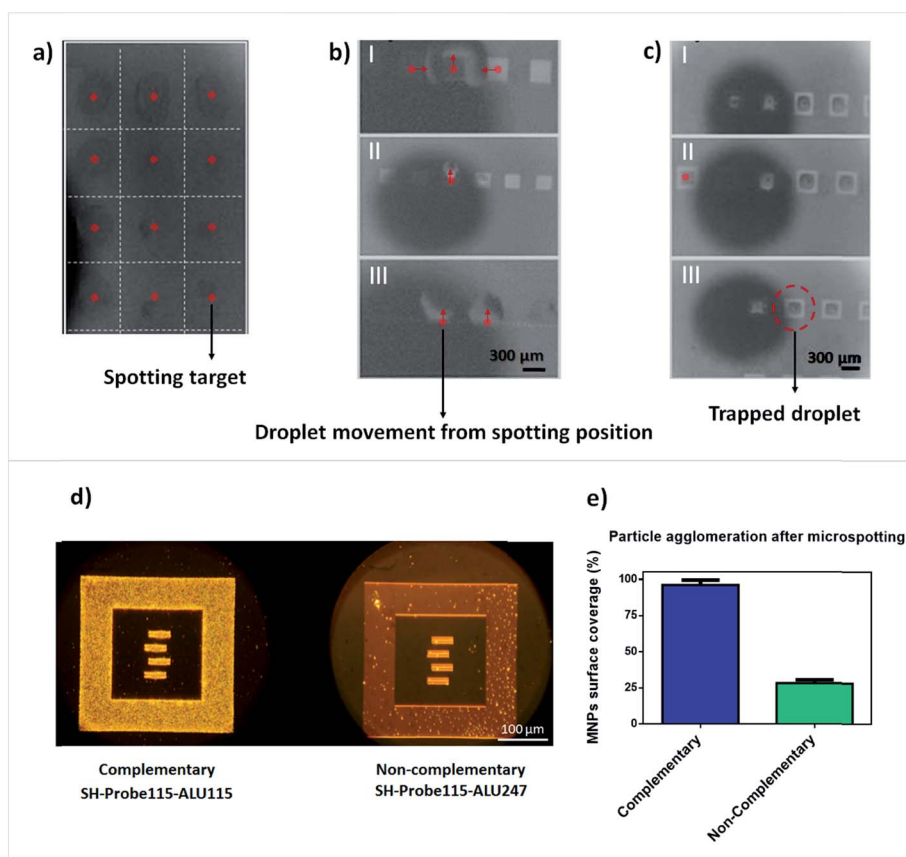 a)
b)
c)
I
II
III
300 μm
I
II
III
300 μm
Spotting target
Droplet movement from spotting position
Trapped droplet
d)
100 μm
Complementary
SH-Probe115-ALU115
Non-complementary
SH-Probe115-ALU247
e)
Particle agglomeration after microspotting
MNPs surface coverage (%)
100
75
50
25
0
Complementary
Non-Complementary